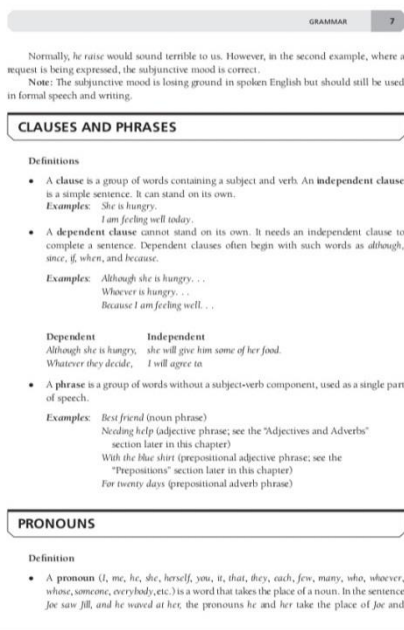 GRAMMAR 7
Normally, he raise would sound terrible to us. However, in the second example, where a
request is being expressed, the subjunctive mood is correct.
Note: The subjunctive mood is losing ground in spoken English but should still be used
in formal speech and writing.
CLAUSES AND PHRASES
Definitions
• A clause is a group of words containing a subject and verb. An independent clause
is a simple sentence. It can stand on its own.
Examples: She is hungry.
I am feeling well today.
• A dependent clause cannot stand on its own. It needs an independent clause to
complete a sentence. Dependent clauses often begin with such words as although,
since, if, when, and because.
Examples: Although she is hungry. . .
Whoever is hungry. . .
Because I am feeling well. . .
Dependent Independent
Although she is hungry, she will give him some of her food.
Whatever they decide, I will agree to.
• A phrase is a group of words without a subject-verb component, used as a single part
of speech.
Examples: Best friend (noun phrase)
Needing help (adjective phrase; see the "Adjectives and Adverbs"
section later in this chapter)
With the blue shirt (prepositional adjective phrase; see the
"Prepositions" section later in this chapter)
For twenty days (prepositional adverb phrase)
PRONOUNS
Definition
• A pronoun (I, me, he, she, herself, you, it, that, they, each, few, many, who, whoever,
whose, someone, everybody, etc.) is a word that takes the place of a noun. In the sentence
Joe saw Jill, and he waved at her, the pronouns he and her take the place of Joe and